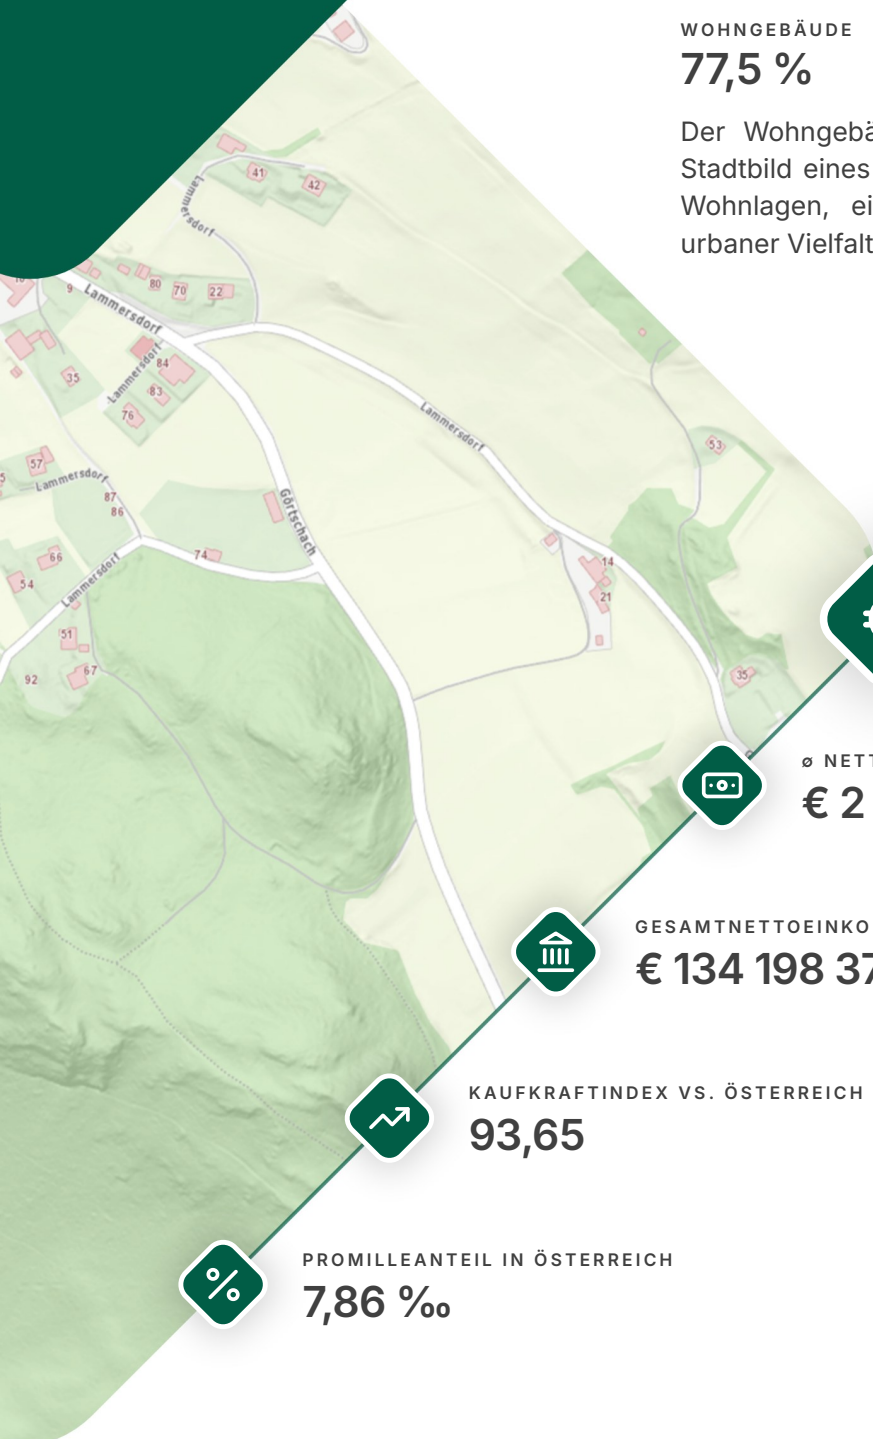 WOHNGEBÄUDE
77,5 %
Der Wohngebä
Stadtbild eines
Wohnlagen, ei
urbaner Vielfalt
41
42
Lammersdorf
9
80
70
22
Lammersdorf
84
Lammersdorf
35
83
76
Lammersdorf
53
57
Lammersdorf
87
86
Görtschach
74
66
54
Lammersdorf
14
21
51
67
92
35
ø NETT
€ 2
GESAMTNETTOEINKO
€ 134 198 37
KAUFKRAFTINDEX VS. ÖSTERREICH
93,65
PROMILLEANTEIL IN ÖSTERREICH
7,86 ‰